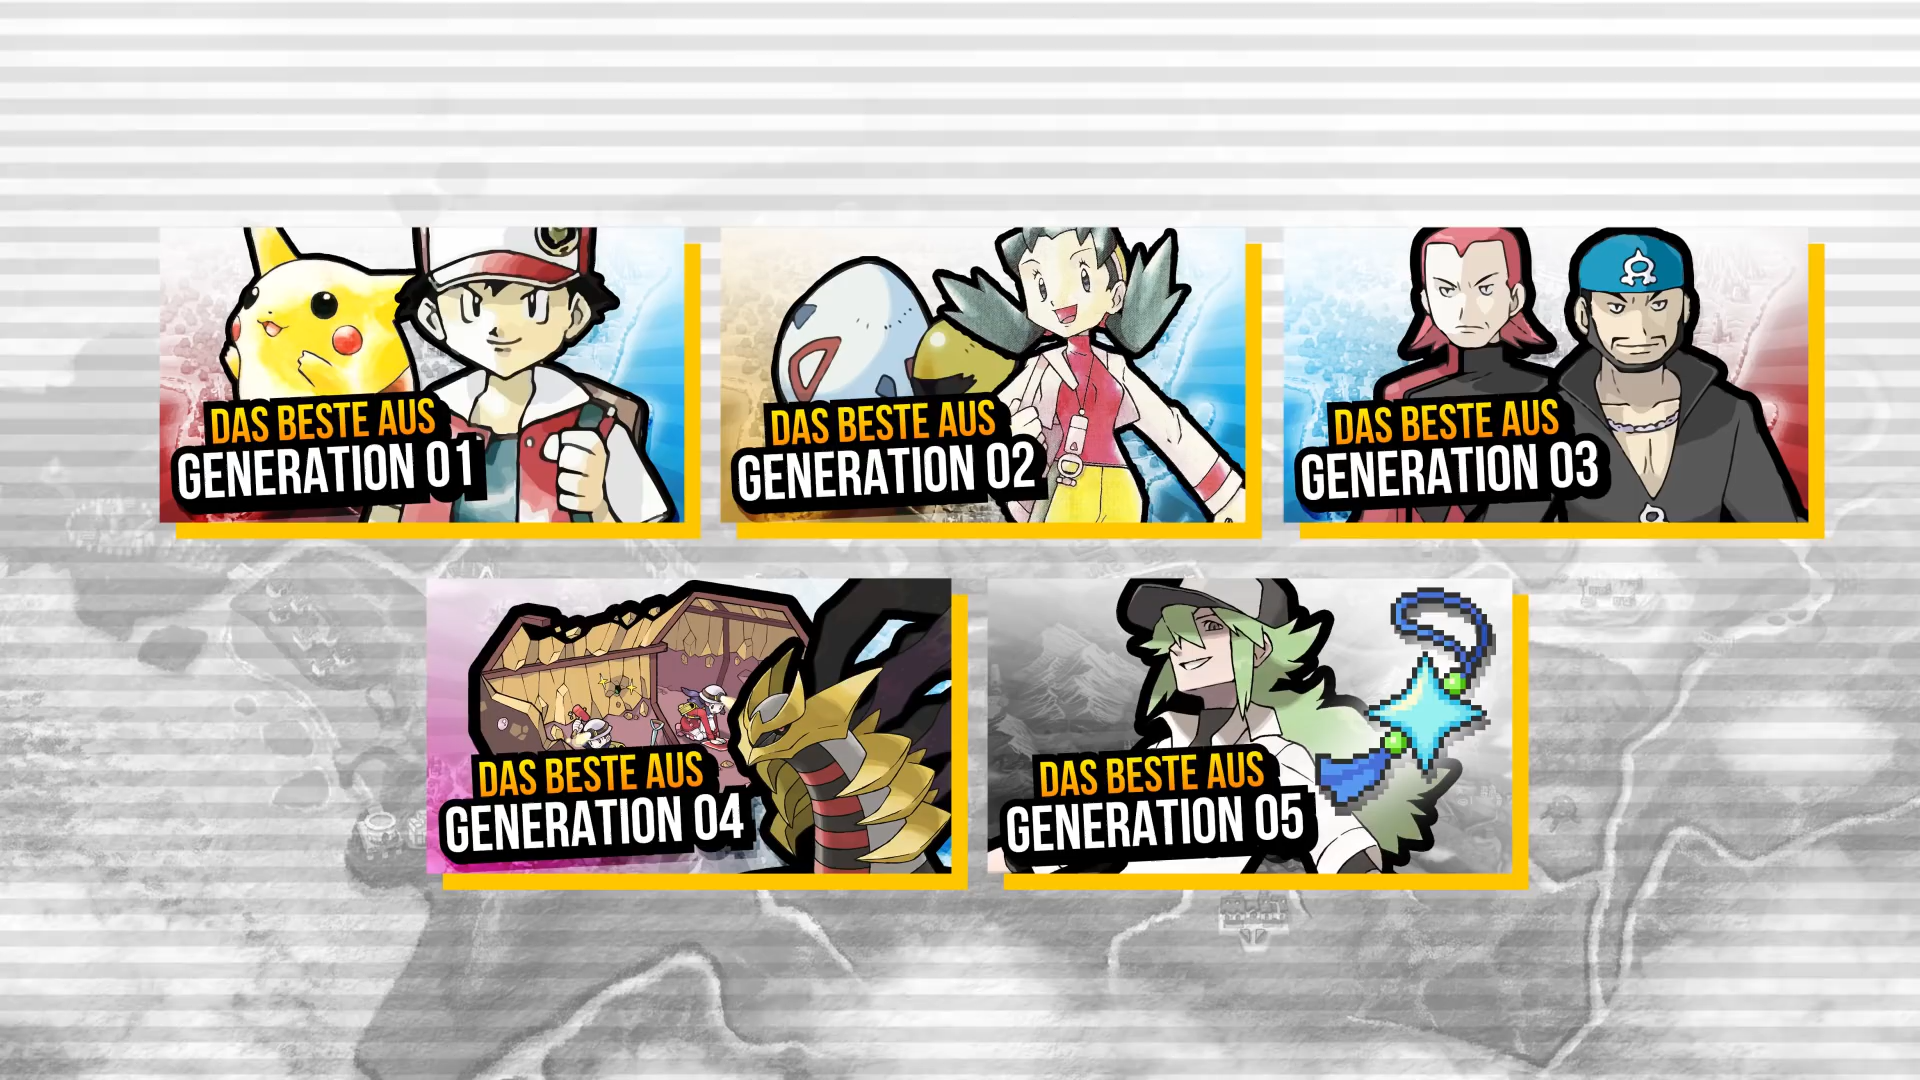 DAS BESTE AUS
GENERATION 01
DAS BESTE AUS
GENERATION 02
DAS BESTE AUS
GENERATION 03
DAS BESTE AUS
GENERATION 04
DAS BESTE AUS
GENERATION 05